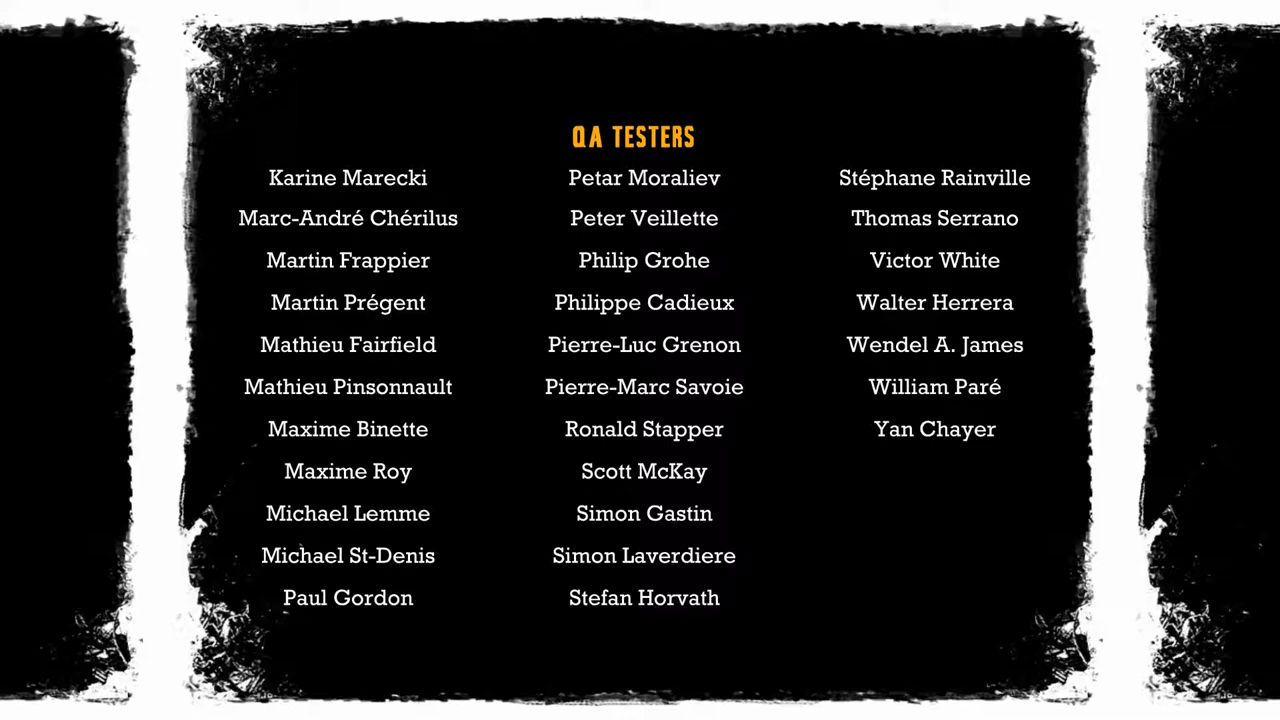 QA TESTERS
Karine Marecki
Marc-André Chérilus
Martin Frappier
Martin Prégent
Mathieu Fairfield
Mathieu Pinsonnault
Maxime Binette
Maxime Roy
Michael Lemme
Michael St-Denis
Paul Gordon
Petar Moraliev
Peter Veillette
Philip Grohe
Philippe Cadieux
Pierre-Luc Grenon
Pierre-Marc Savoie
Ronald Stapper
Scott McKay
Simon Gastin
Simon Laverdiere
Stefan Horvath
Stéphane Rainville
Thomas Serrano
Victor White
Walter Herrera
Wendel A. James
William Paré
Yan Chayer